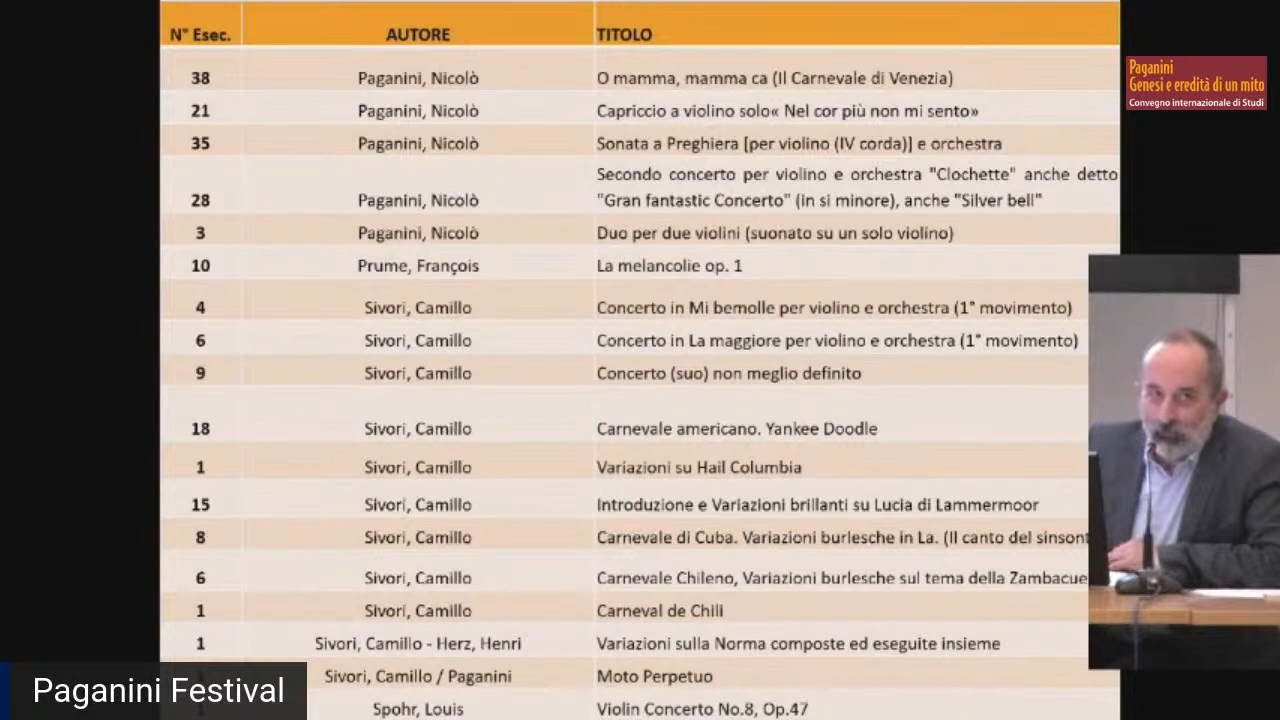 N° Esec. AUTORE TITOLO
38 Paganini, Nicolò O mamma, mamma ca (Il Carnevale di Venezia)
21 Paganini, Nicolò Capriccio a violino solo« Nel cor più non mi sento»
35 Paganini, Nicolò Sonata a Preghiera [per violino (IV corda)] e orchestra
Secondo concerto per violino e orchestra "Clochette" anche detto
28 Paganini, Nicolò "Gran fantastic Concerto" (in si minore), anche "Silver bell"
3 Paganini, Nicolò Duo per due violini (suonato su un solo violino)
10 Prume, François La melancolie op. 1
4 Sivori, Camillo Concerto in Mi bemolle per violino e orchestra (1° movimento)
6 Sivori, Camillo Concerto in La maggiore per violino e orchestra (1° movimento)
9 Sivori, Camillo Concerto (suo) non meglio definito
18 Sivori, Camillo Carnevale americano. Yankee Doodle
1 Sivori, Camillo Variazioni su Hail Columbia
15 Sivori, Camillo Introduzione e Variazioni brillanti su Lucia di Lammermoor
8 Sivori, Camillo Carnevale di Cuba. Variazioni burlesche in La. (Il canto del sinsont
6 Sivori, Camillo Carnevale Chileno, Variazioni burlesche sul tema della Zambacue
1 Sivori, Camillo Carneval de Chili
1 Sivori, Camillo - Herz, Henri Variazioni sulla Norma composte ed eseguite insieme
Sivori, Camillo / Paganini Moto Perpetuo
Spohr, Louis Violin Concerto No.8, Op.47
Paganini
Genesi e eredità di un mito
Convegno internazionale di Studi
Paganini Festival